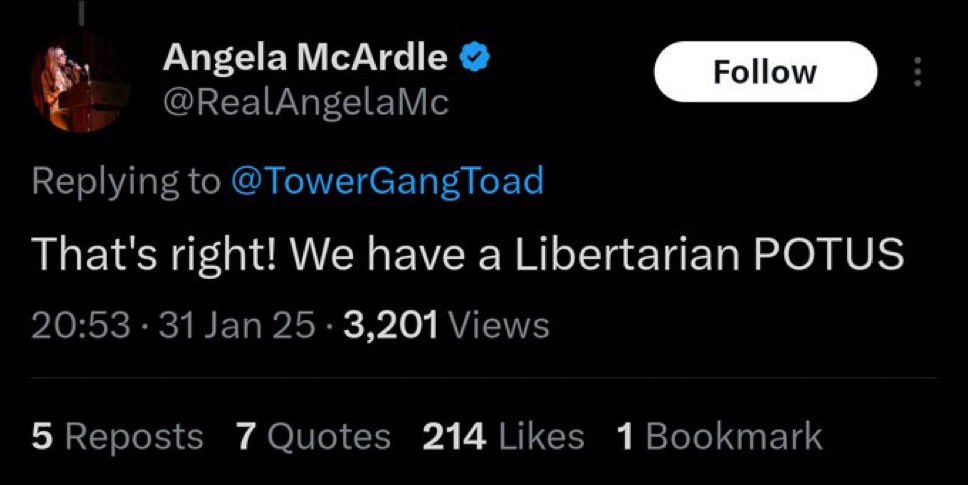 Angela McArdle
Follow
@RealAngelaMc
Replying to @TowerGangToad
That's right! We have a Libertarian POTUS
20:53 · 31 Jan 25 · 3,201 Views
5 Reposts 7 Quotes 214 Likes 1 Bookmark